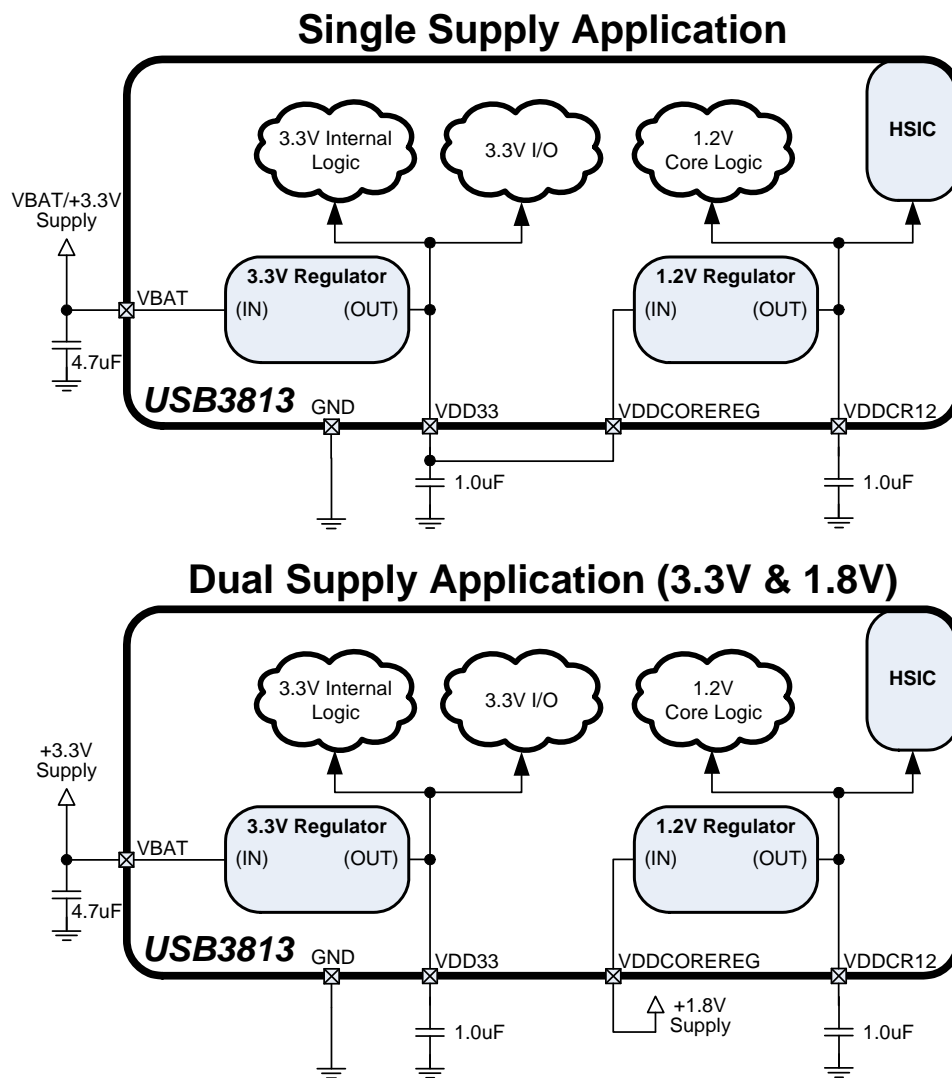 Single Supply Application
3.3V Internal
Logic
3.3V I/O
1.2V
Core Logic
HSIC
VBAT/+3.3V
Supply
3.3V Regulator
(IN)
(OUT)
1.2V Regulator
(IN)
(OUT)
VBAT
4.7uF
USB3813
GND
VDD33
VDDCOREREG
VDDCR12
1.0uF
1.0uF
Dual Supply Application (3.3V & 1.8V)
3.3V Internal
Logic
3.3V I/O
1.2V
Core Logic
HSIC
+3.3V
Supply
3.3V Regulator
(IN)
(OUT)
1.2V Regulator
(IN)
(OUT)
VBAT
4.7uF
USB3813
GND
VDD33
VDDCOREREG
VDDCR12
1.0uF
+1.8V
Supply
1.0uF